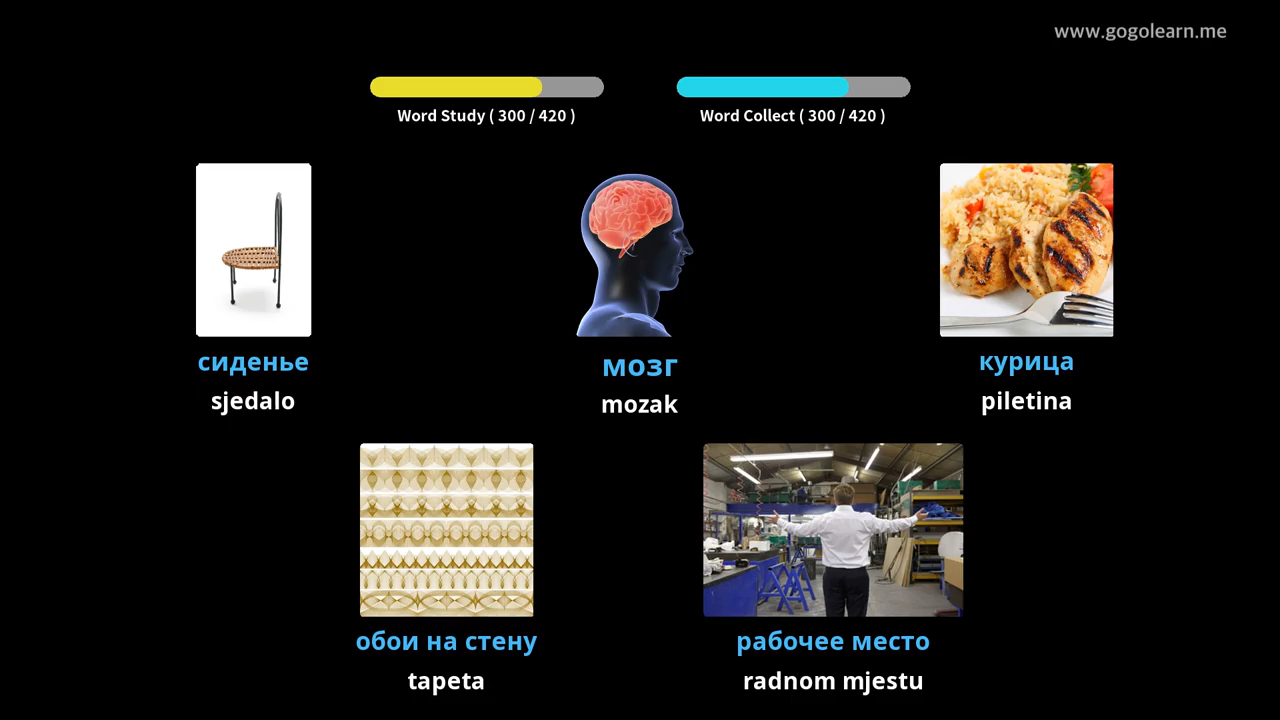 www.gogolearn.me
Word Study ( 300 / 420 )
Word Collect ( 300 / 420 )
сиденье
sjedalo
мозг
mozak
курица
piletina
обои на стену
tapeta
рабочее место
radnom mjestu